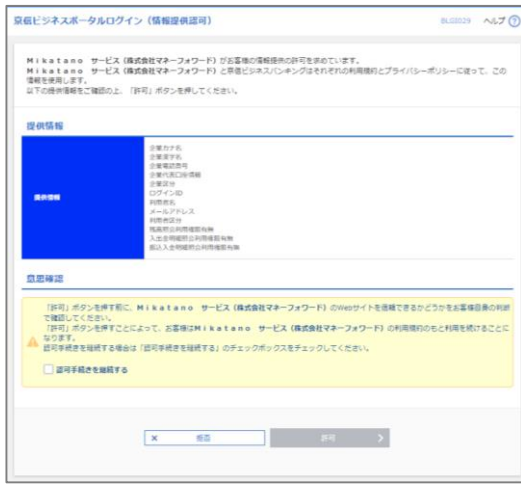 京信ビジネスポータルログイン（情報提供認可）
BLG2029 ヘルプ ?
Ｍｉｋａｔａｎｏ　サービス（株式会社マネーフォワード）がお客様の情報提供の許可を求めています。
Ｍｉｋａｔａｎｏ　サービス（株式会社マネーフォワード）と京信ビジネスバンキングはそれぞれの利用規約とプライバシーポリシーに従って、この
情報を使用します。
以下の提供情報をご確認の上、「許可」ボタンを押してください。
提供情報
提供情報
企業カナ名
企業漢字名
企業電話番号
企業代表口座情報
企業区分
ログインID
利用者名
メールアドレス
利用者区分
残高照会利用権限有無
入出金明細照会利用権限有無
振込入金明細照会利用権限有無
意思確認
「許可」ボタンを押す前に、Ｍｉｋａｔａｎｏ　サービス（株式会社マネーフォワード）のWebサイトを信頼できるかどうかをお客様自身の判断
で確認してください。
「許可」ボタンを押すことによって、お客様はＭｉｋａｔａｎｏ　サービス（株式会社マネーフォワード）の利用規約のもと利用を続けることに
なります。
認可手続きを継続する場合は「認可手続きを継続する」のチェックボックスをチェックしてください。
認可手続きを継続する
× 拒否
許可 >